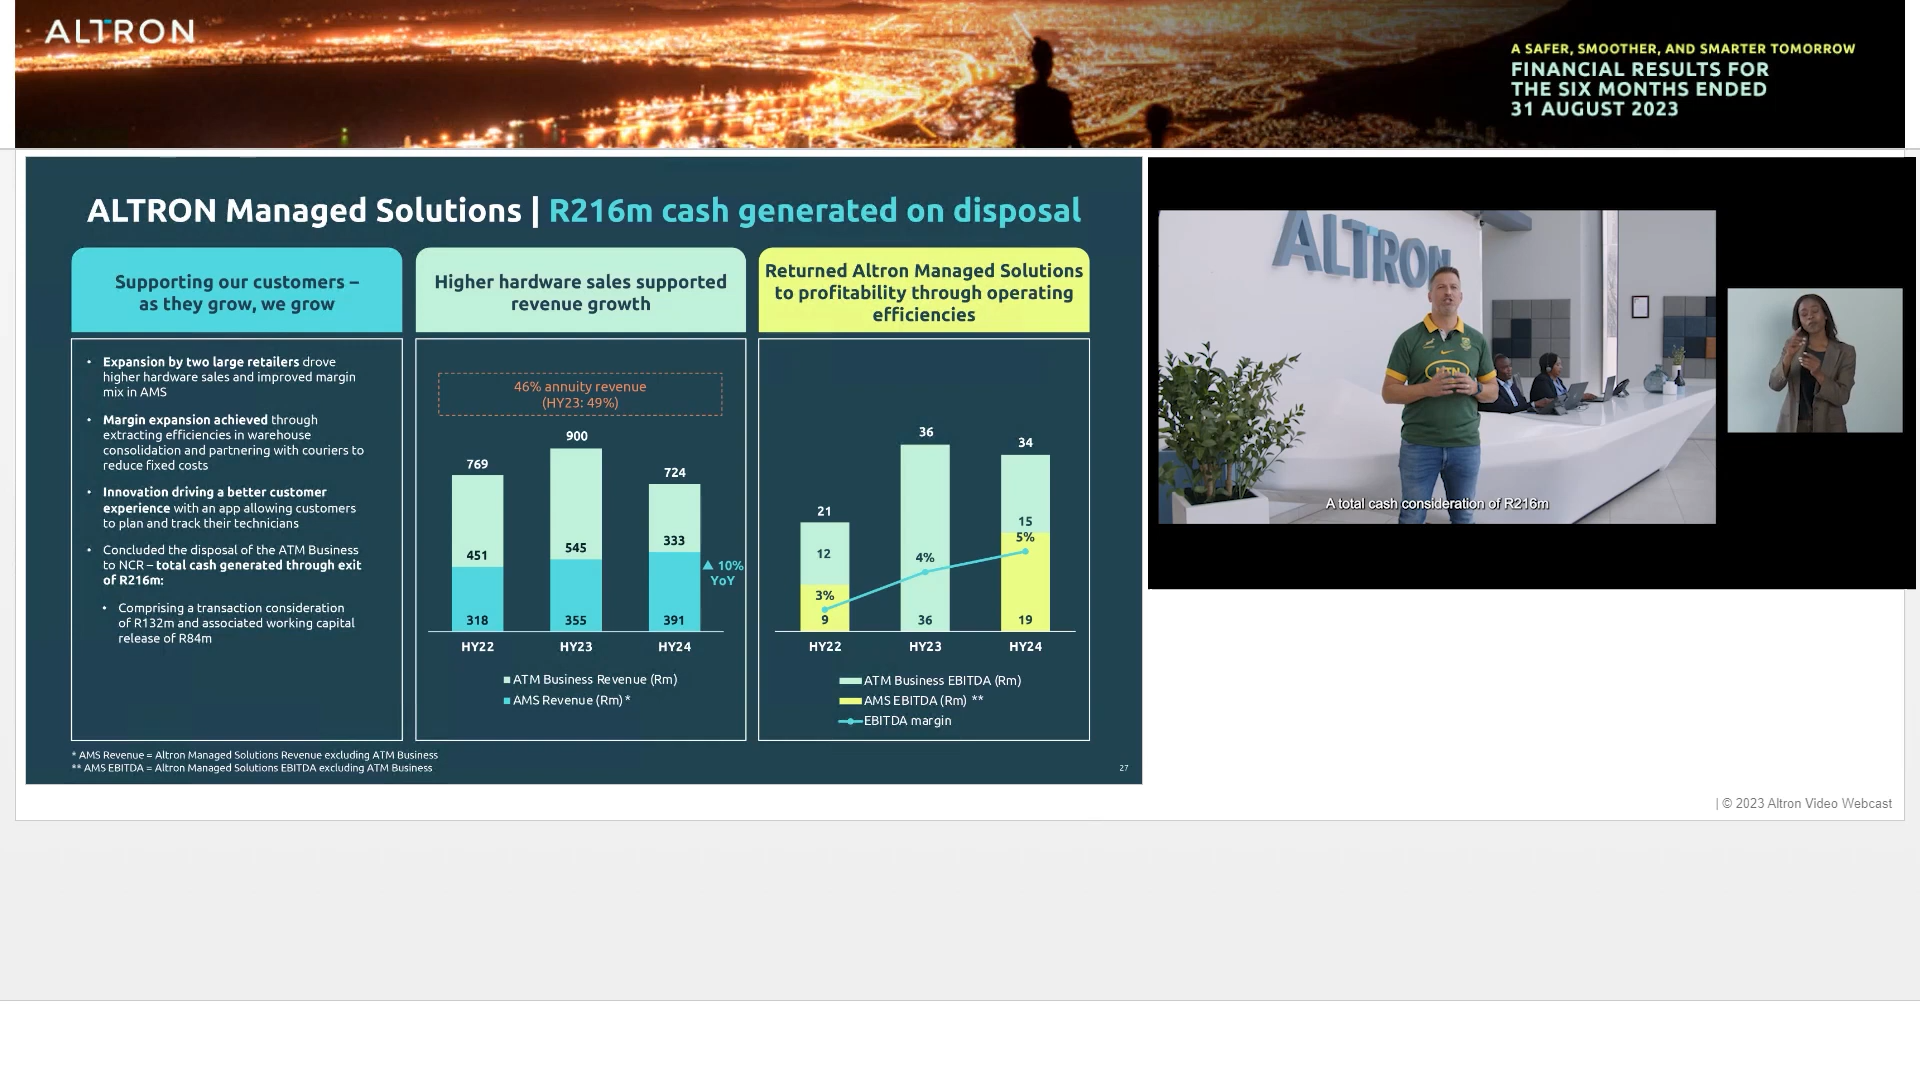 ALTRON
A SAFER, SMOOTHER, AND SMARTER TOMORROW
FINANCIAL RESULTS FOR
THE SIX MONTHS ENDED
31 AUGUST 2023
ALTRON Managed Solutions | R216m cash generated on disposal
Supporting our customers –
as they grow, we grow
• Expansion by two large retailers drove
higher hardware sales and improved margin
mix in AMS
• Margin expansion achieved through
extracting efficiencies in warehouse
consolidation and partnering with couriers to
reduce fixed costs
• Innovation driving a better customer
experience with an app allowing customers
to plan and track their technicians
• Concluded the disposal of the ATM Business
to NCR – total cash generated through exit
of R216m:
• Comprising a transaction consideration
of R132m and associated working capital
release of R84m
Higher hardware sales supported
revenue growth
46% annuity revenue
(HY23: 49%)
769 900 724
451 545 333
▲ 10%
YoY
318 355 391
HY22 HY23 HY24
ATM Business Revenue (Rm)
AMS Revenue (Rm) *
Returned Altron Managed Solutions
to profitability through operating
efficiencies
21 36 34
12 15
3% 4% 5%
9 36 19
HY22 HY23 HY24
ATM Business EBITDA (Rm)
AMS EBITDA (Rm) **
EBITDA margin
* AMS Revenue = Altron Managed Solutions Revenue excluding ATM Business
** AMS EBITDA = Altron Managed Solutions EBITDA excluding ATM Business
27
ALTRON
MTN
A total cash consideration of R216m
| © 2023 Altron Video Webcast